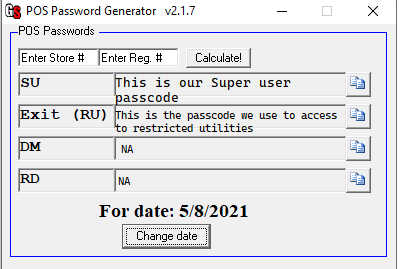 POS Password Generator v2.1.7
POS Passwords
Enter Store # Enter Reg. # Calculate!
SU This is our Super user
passcode
Exit (RU) This is the passcode we use to access
to restricted utilities
DM NA
RD NA
For date: 5/8/2021
Change date